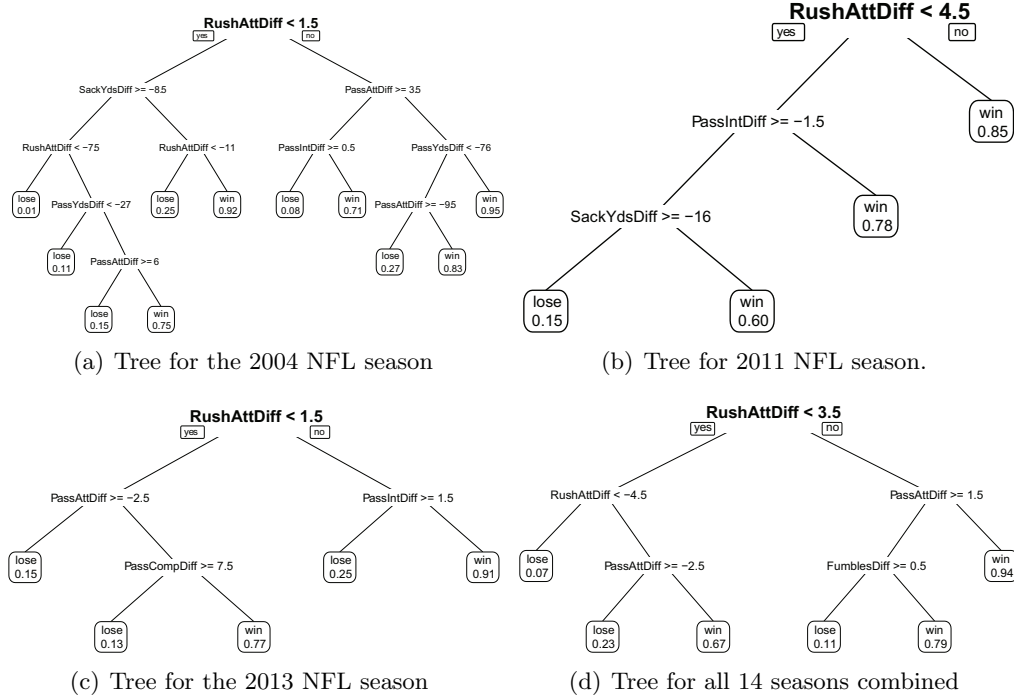 RushAttDiff < 1.5
yes
no
SackYdsDiff >= −8.5
PassAttDiff >= 3.5
RushAttDiff < −7.5
RushAttDiff < −11
PassIntDiff >= 0.5
PassYdsDiff < −76
lose
0.01
PassYdsDiff < −27
lose
0.25
win
0.92
lose
0.08
win
0.71
PassAttDiff >= −9.5
win
0.95
lose
0.11
PassAttDiff >= 6
lose
0.27
win
0.83
lose
0.15
win
0.75
(a) Tree for the 2004 NFL season
RushAttDiff < 4.5
yes
no
PassIntDiff >= −1.5
win
0.85
SackYdsDiff >= −16
win
0.78
lose
0.15
win
0.60
(b) Tree for 2011 NFL season.
RushAttDiff < 1.5
yes
no
PassAttDiff >= −2.5
PassIntDiff >= 1.5
lose
0.15
PassCompDiff >= 7.5
lose
0.25
win
0.91
lose
0.13
win
0.77
(c) Tree for the 2013 NFL season
RushAttDiff < 3.5
yes
no
RushAttDiff < −4.5
PassAttDiff >= 1.5
lose
0.07
PassAttDiff >= −2.5
FumblesDiff >= 0.5
win
0.94
lose
0.23
win
0.67
lose
0.11
win
0.79
(d) Tree for all 14 seasons combined